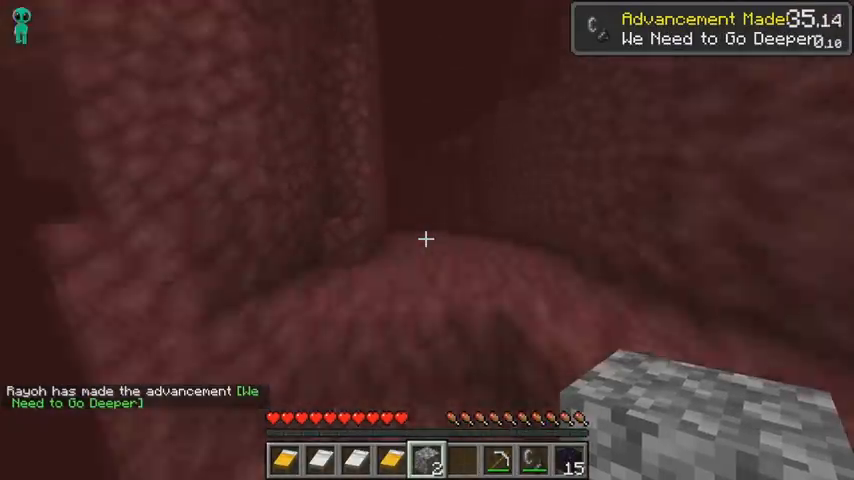 Advancement Made
35.14
We Need to Go Deeper
0.10
Rayoh has made the advancement [We
Need to Go Deeper]
2
15